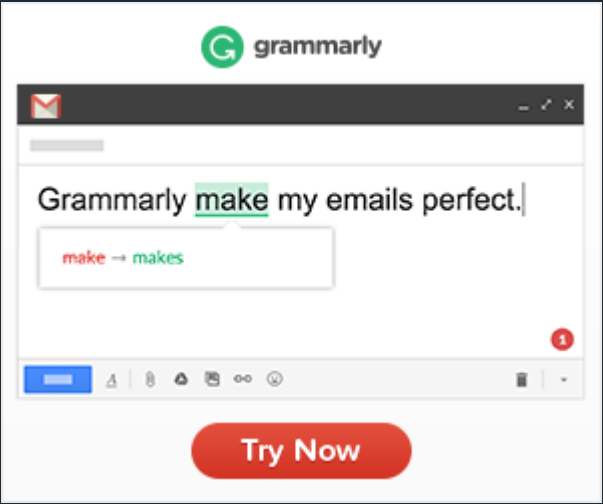 grammarly
Grammarly make my emails perfect.
make → makes
1
A
Try Now